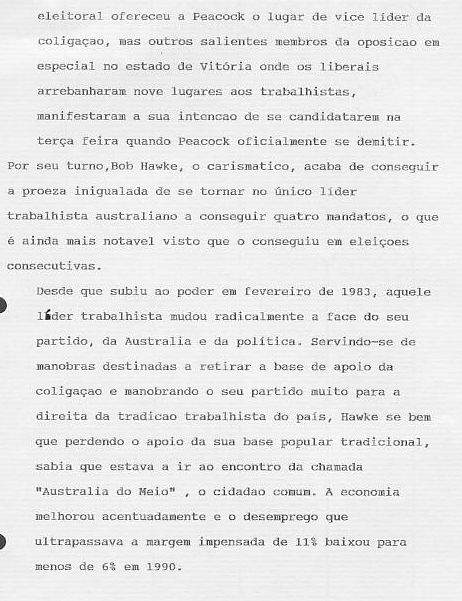 eleitoral ofereceu a Peacock o lugar de vice líder da
coligaçao, mas outros salientes membros da oposicao em
especial no estado de Vitória onde os liberais
arrebanharam nove lugares aos trabalhistas,
manifestaram a sua intencao de se candidatarem na
terça feira quando Peacock oficialmente se demitir.
Por seu turno,Bob Hawke, o carismatico, acaba de conseguir
a proeza inigualada de se tornar no único líder
trabalhista australiano a conseguir quatro mandatos, o que
é ainda mais notavel visto que o conseguiu em eleiçoes
consecutivas.
Desde que subiu ao poder em fevereiro de 1983, aquele
líder trabalhista mudou radicalmente a face do seu
partido, da Australia e da política. Servindo-se de
manobras destinadas a retirar a base de apoio da
coligaçao e manobrando o seu partido muito para a
direita da tradicao trabalhista do país, Hawke se bem
que perdendo o apoio da sua base popular tradicional,
sabia que estava a ir ao encontro da chamada
"Australia do Meio" , o cidadao comum. A economia
melhorou acentuadamente e o desemprego que
ultrapassava a margem impensada de 11% baixou para
menos de 6% em 1990.